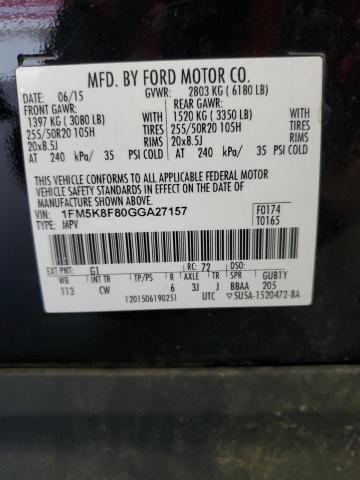 MFD. BY FORD MOTOR CO.
DATE: 06/15 GVWR: 2803 KG ( 6180 LB)
FRONT GAWR: REAR GAWR:
1397 KG ( 3080 LB) 1520 KG ( 3350 LB)
255/50R20 105H TIRES 255/50R20 105H TIRES
20x8.5J RIMS 20x8.5J RIMS
AT 240 kPa/ 35 PSI COLD AT 240 kPa/ 35 PSI COLD
THIS VEHICLE CONFORMS TO ALL APPLICABLE FEDERAL MOTOR
VEHICLE SAFETY AND BUMPER STANDARDS IN EFFECT ON THE DATE OF MANUFACTURE
SHOWN ABOVE.
VIN: 1FM5K8F80GGA27157 F0174
TYPE: MPV T0165
EXT PNT: G1 RC: 72
WB INT TR TP/PS R AXLE TR SPR GUBTY
113 CW 6 3J J BBAA 205
120150619025I UTC ▽ SU5A-1520472-BA